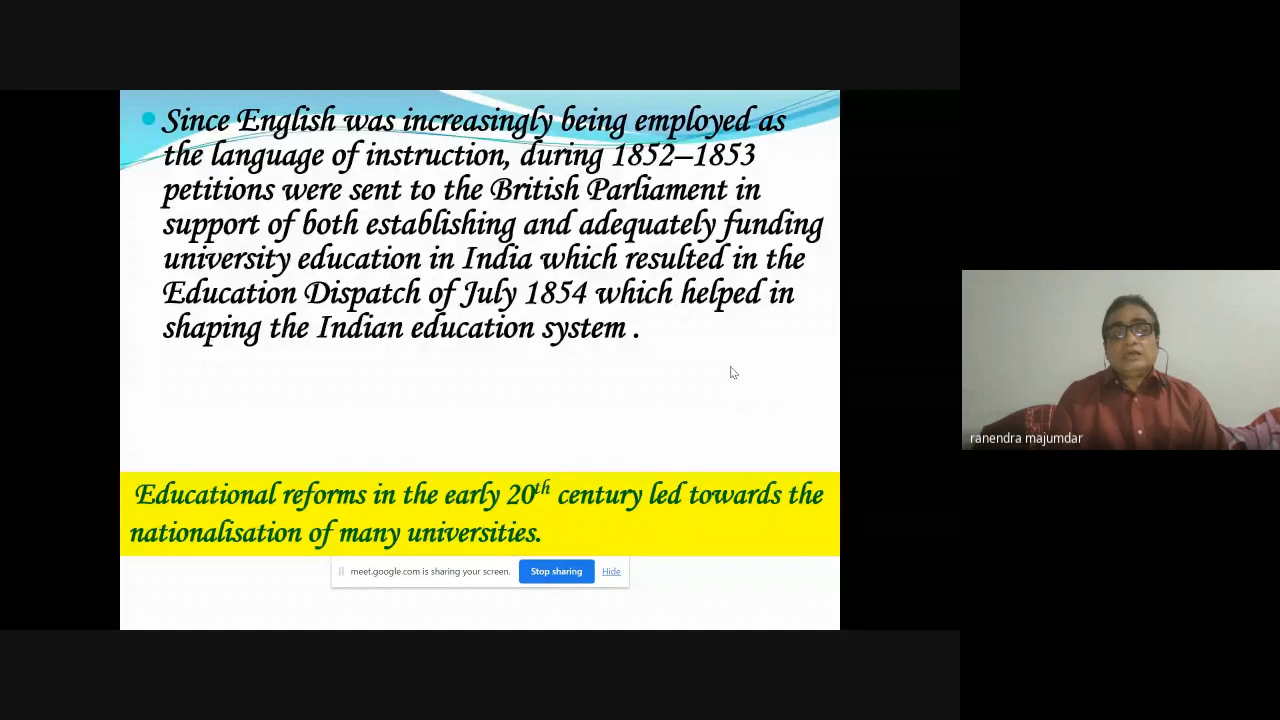 Since English was increasingly being employed as
the language of instruction, during 1852–1853
petitions were sent to the British Parliament in
support of both establishing and adequately funding
university education in India which resulted in the
Education Dispatch of July 1854 which helped in
shaping the Indian education system .
Educational reforms in the early 20th century led towards the
nationalisation of many universities.
meet.google.com is sharing your screen. Stop sharing Hide
ranendra majumdar